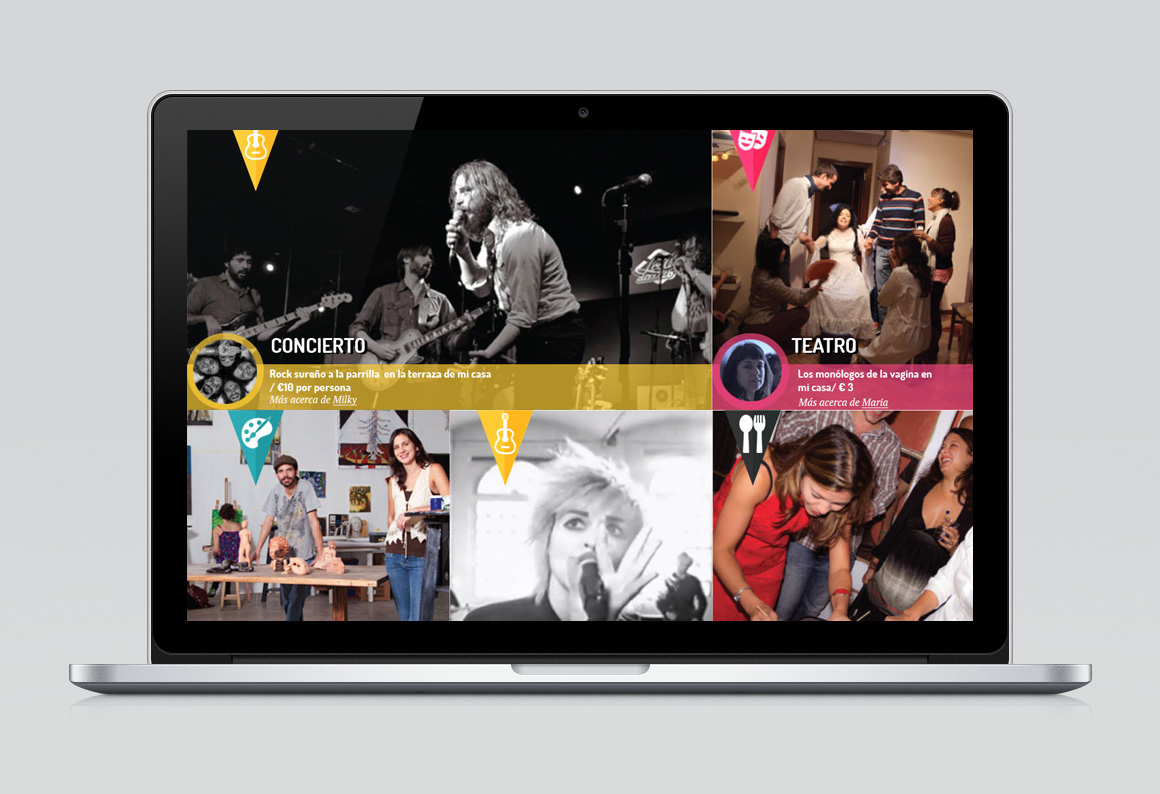 CONCIERTO
Rock sureño a la parrilla en la terraza de mi casa
/ €10 por persona
Más acerca de Milky
TEATRO
Los monólogos de la vagina en
mi casa/ € 3
Más acerca de María